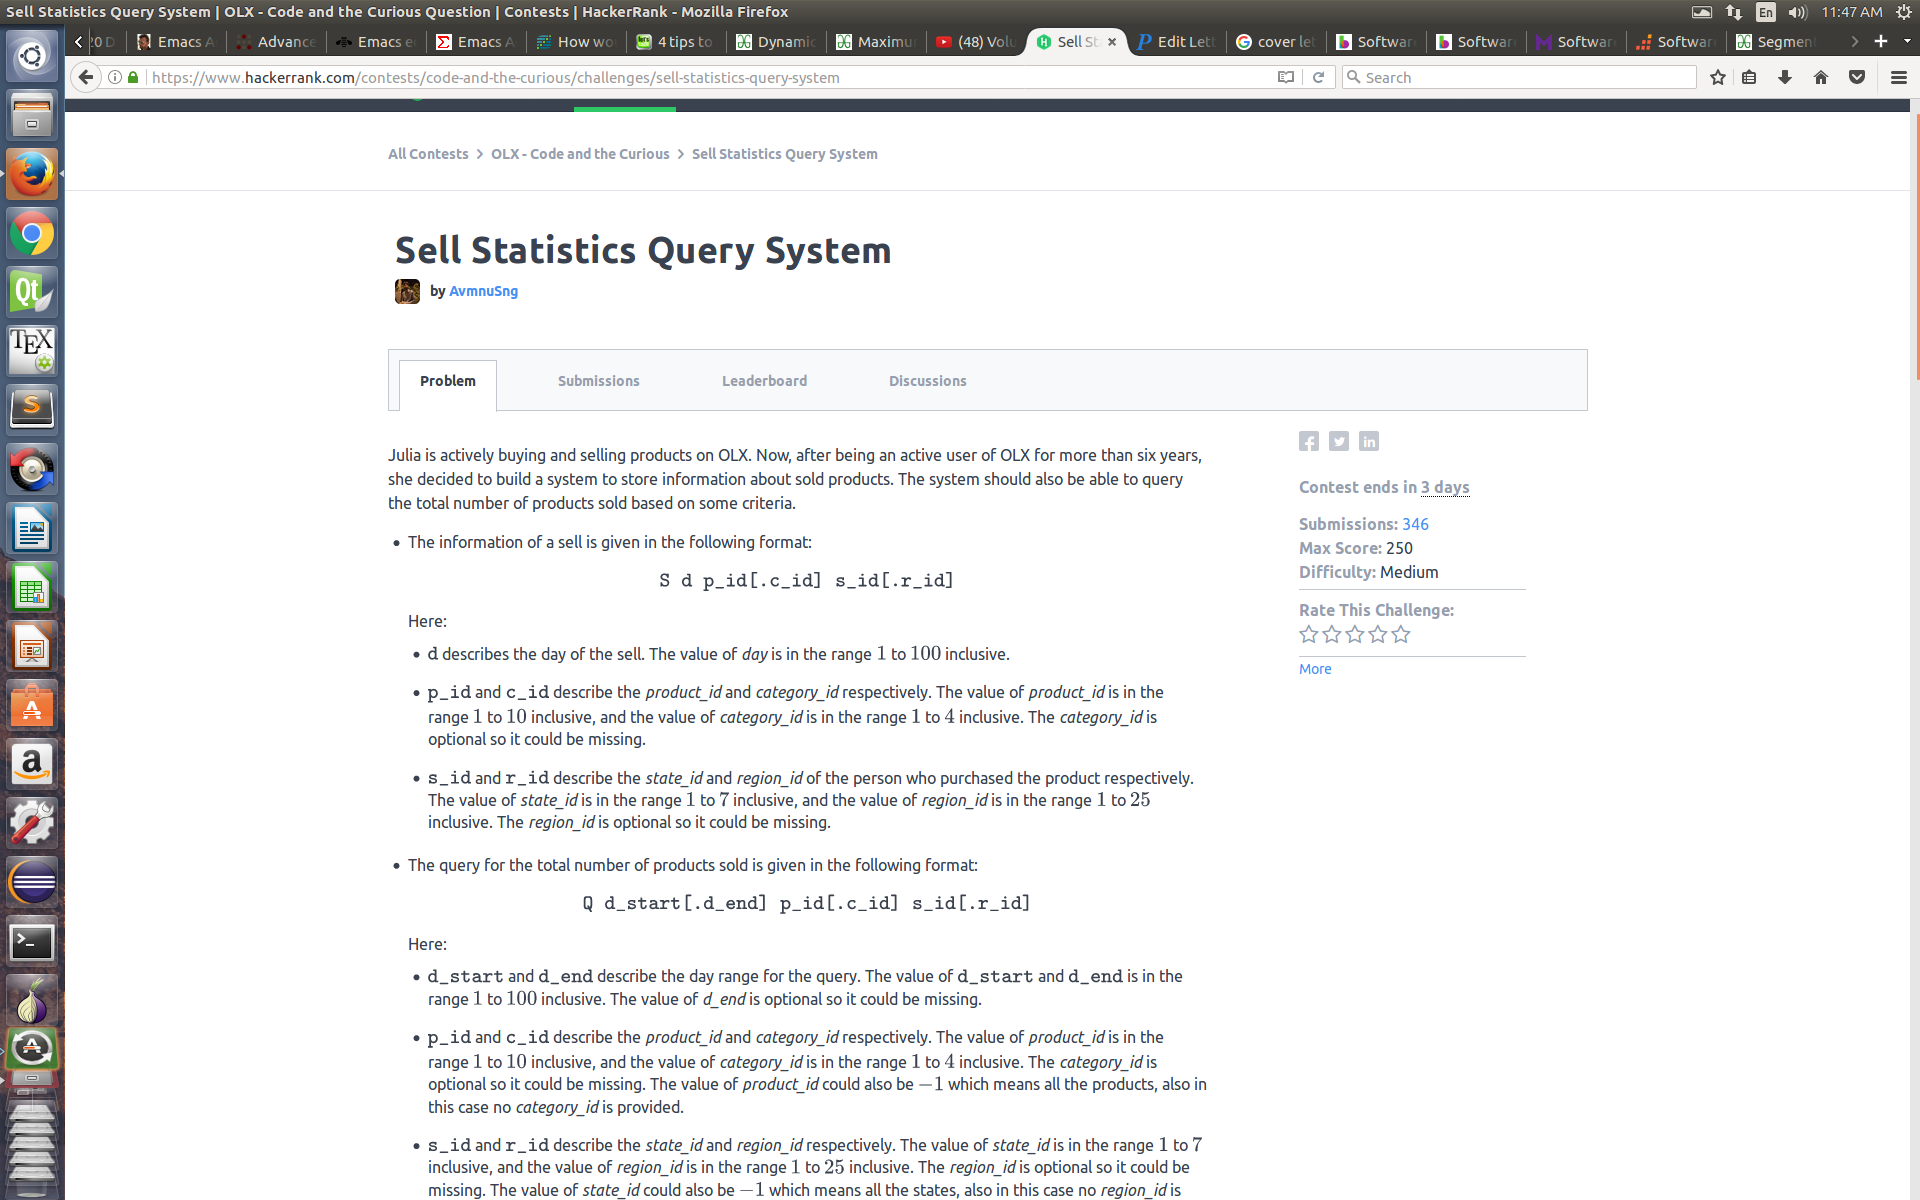 Sell Statistics Query System | OLX - Code and the Curious Question | Contests | HackerRank - Mozilla Firefox
En
11:47 AM
20 D
Emacs A
Advance
Emacs e
Emacs A
How wo
4 tips to
Dynamic
Maximu
(48) Volu
Sell St
Edit Lett
cover let
Softwar
Softwar
Softwar
Softwar
Segmen
https://www.hackerrank.com/contests/code-and-the-curious/challenges/sell-statistics-query-system
Search
All Contests > OLX - Code and the Curious > Sell Statistics Query System
Sell Statistics Query System
by AvmnuSng
Problem
Submissions
Leaderboard
Discussions
Julia is actively buying and selling products on OLX. Now, after being an active user of OLX for more than six years,
she decided to build a system to store information about sold products. The system should also be able to query
the total number of products sold based on some criteria.
• The information of a sell is given in the following format:
S d p_id[.c_id] s_id[.r_id]
Here:
• d describes the day of the sell. The value of day is in the range 1 to 100 inclusive.
• p_id and c_id describe the product_id and category_id respectively. The value of product_id is in the
range 1 to 10 inclusive, and the value of category_id is in the range 1 to 4 inclusive. The category_id is
optional so it could be missing.
• s_id and r_id describe the state_id and region_id of the person who purchased the product respectively.
The value of state_id is in the range 1 to 7 inclusive, and the value of region_id is in the range 1 to 25
inclusive. The region_id is optional so it could be missing.
• The query for the total number of products sold is given in the following format:
Q d_start[.d_end] p_id[.c_id] s_id[.r_id]
Here:
• d_start and d_end describe the day range for the query. The value of d_start and d_end is in the
range 1 to 100 inclusive. The value of d_end is optional so it could be missing.
• p_id and c_id describe the product_id and category_id respectively. The value of product_id is in the
range 1 to 10 inclusive, and the value of category_id is in the range 1 to 4 inclusive. The category_id is
optional so it could be missing. The value of product_id could also be −1 which means all the products, also in
this case no category_id is provided.
• s_id and r_id describe the state_id and region_id respectively. The value of state_id is in the range 1 to 7
inclusive, and the value of region_id is in the range 1 to 25 inclusive. The region_id is optional so it could be
missing. The value of state_id could also be −1 which means all the states, also in this case no region_id is
Contest ends in 3 days
Submissions: 346
Max Score: 250
Difficulty: Medium
Rate This Challenge:
More
Qt
TEX